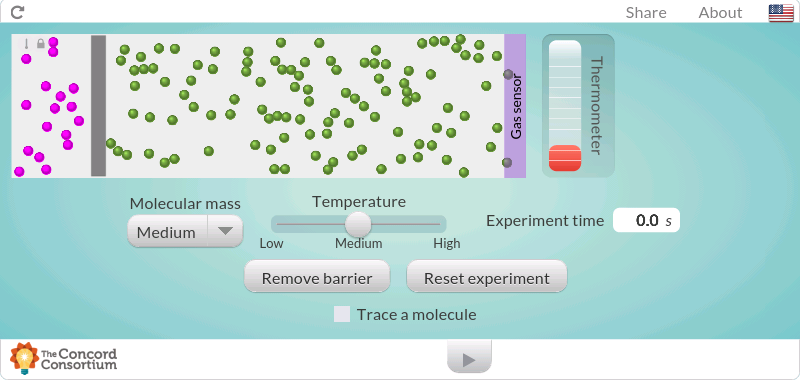 Share About
Gas sensor
Thermometer
Molecular mass
Medium
Temperature
Low Medium High
Experiment time 0.0 s
Remove barrier Reset experiment
Trace a molecule
The Concord
Consortium